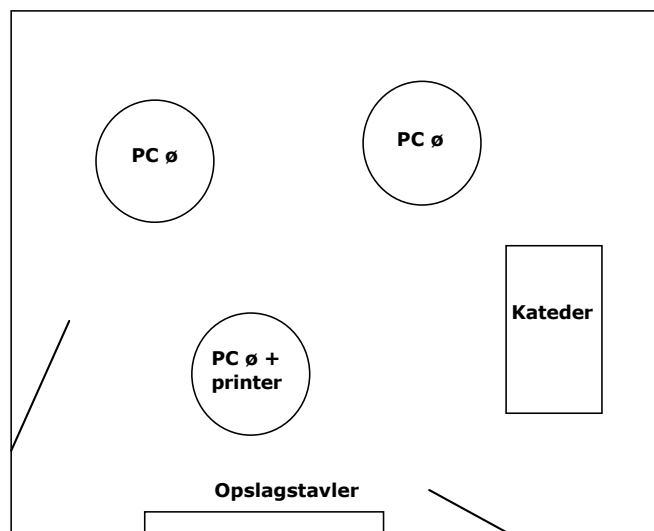 PC ø
PC ø
Kateder
PC ø +
printer
Opslagstavler